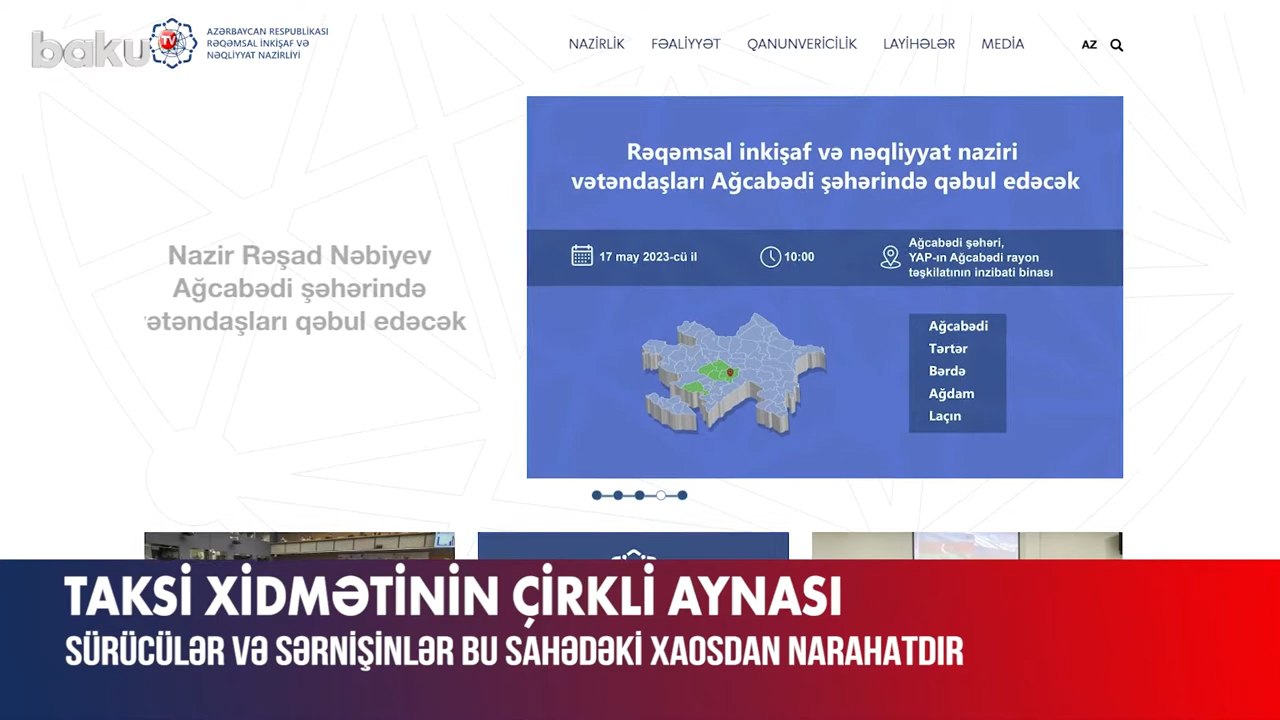 baku TV
AZƏRBAYCAN RESPUBLİKASI
RƏQƏMSAL İNKİŞAF VƏ
NƏQLİYYAT NAZİRLİYİ
NAZİRLİK FƏALİYYƏT QANUNVERİCİLİK LAYİHƏLƏR MEDIA AZ
Rəqəmsal inkişaf və nəqliyyat naziri
vətəndaşları Ağcabədi şəhərində qəbul edəcək
17 may 2023-cü il
10:00
Ağcabədi şəhəri,
YAP-ın Ağcabədi rayon
təşkilatının inzibati binası
Nazir Rəşad Nəbiyev
Ağcabədi şəhərində
vətəndaşları qəbul edəcək
Ağcabədi
Tərtər
Bərdə
Ağdam
Laçın
TAKSİ XİDMƏTİNİN ÇİRKLİ AYNASI
SÜRÜCÜLƏR VƏ SƏRNİŞİNLƏR BU SAHƏDƏKİ XAOSDAN NARAHATDIR